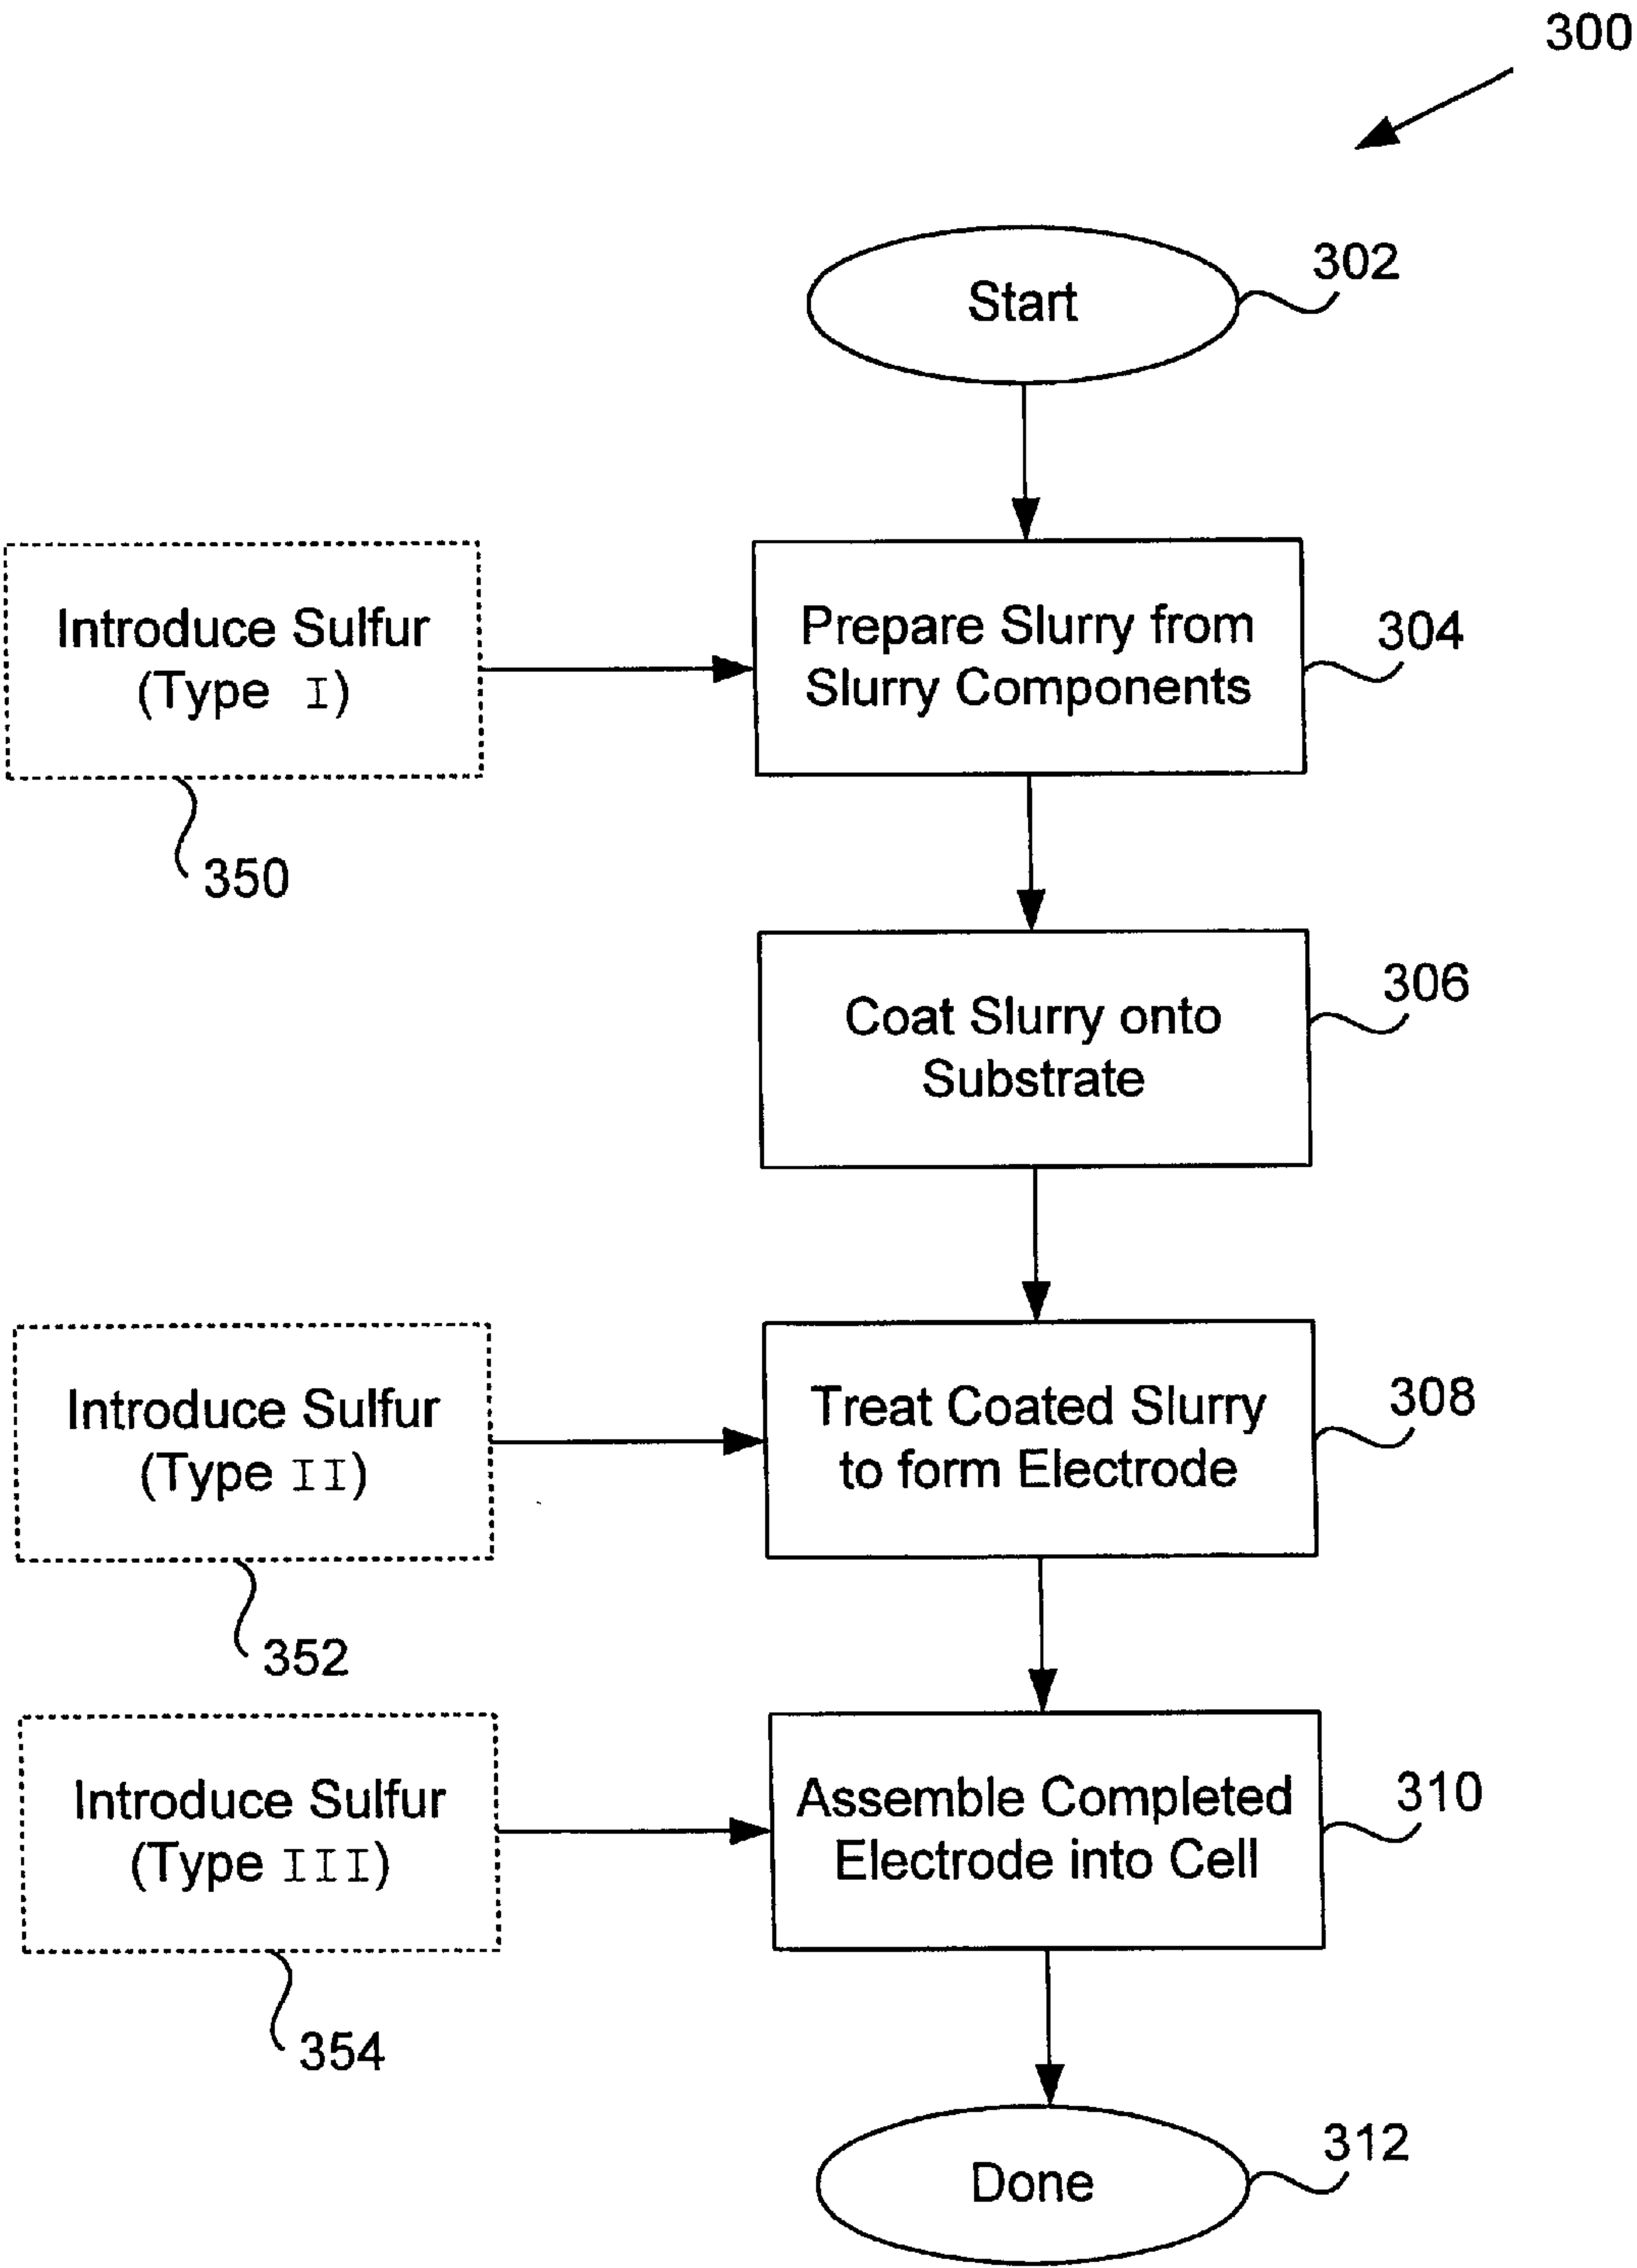 300
Start
302
Introduce Sulfur
(Type I)
350
Prepare Slurry from
Slurry Components
304
Coat Slurry onto
Substrate
306
Introduce Sulfur
(Type II)
352
Treat Coated Slurry
to form Electrode
308
Introduce Sulfur
(Type III)
354
Assemble Completed
Electrode into Cell
310
Done
312